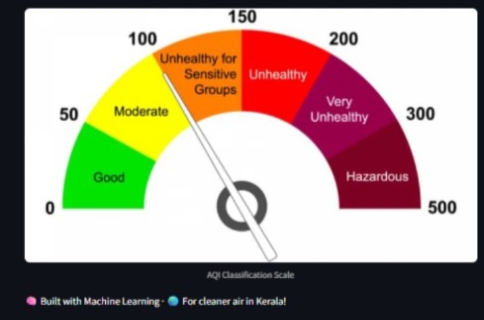 150
100
200
Unhealthy for
Sensitive
Groups
Unhealthy
50
Moderate
Very
Unhealthy
300
Good
Hazardous
0
500
AQI Classification Scale
Built with Machine Learning · For cleaner air in Kerala!